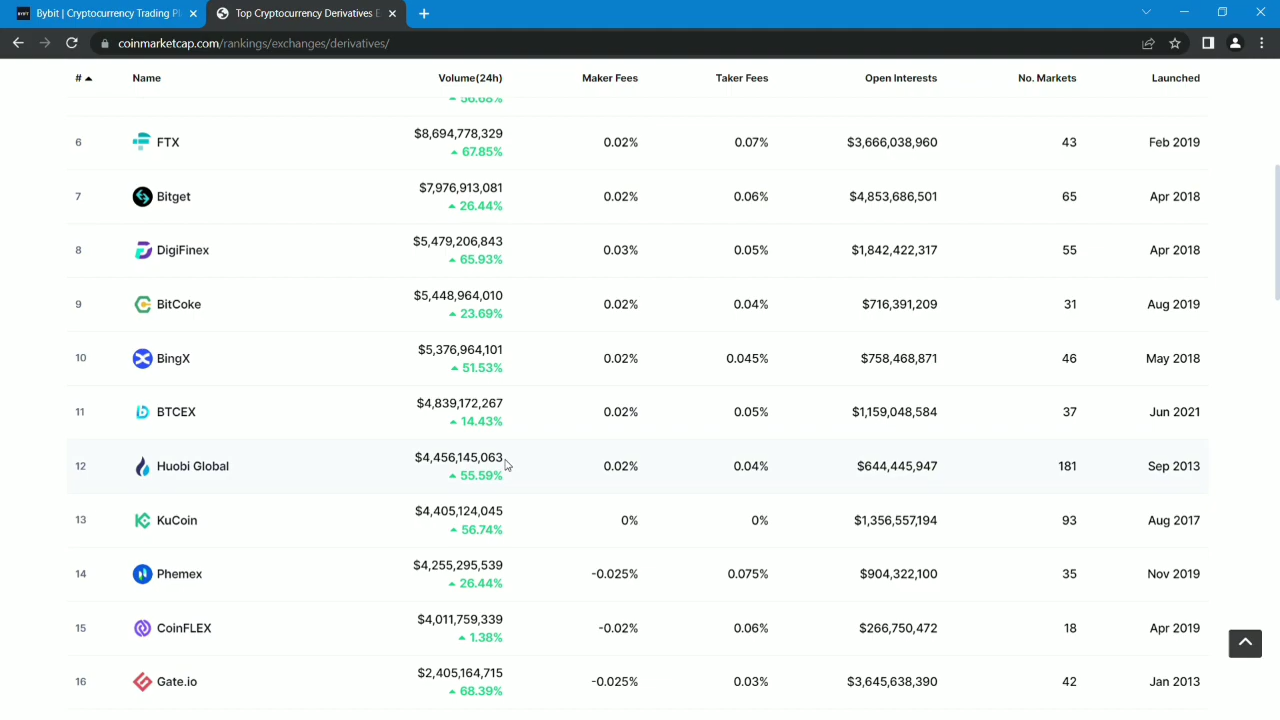 Bybit | Cryptocurrency Trading Pl
Top Cryptocurrency Derivatives E
coinmarketcap.com/rankings/exchanges/derivatives/
# Name Volume(24h) Maker Fees Taker Fees Open Interests No. Markets Launched
56.68%
6 FTX $8,694,778,329 0.02% 0.07% $3,666,038,960 43 Feb 2019
67.85%
7 Bitget $7,976,913,081 0.02% 0.06% $4,853,686,501 65 Apr 2018
26.44%
8 DigiFinex $5,479,206,843 0.03% 0.05% $1,842,422,317 55 Apr 2018
65.93%
9 BitCoke $5,448,964,010 0.02% 0.04% $716,391,209 31 Aug 2019
23.69%
10 BingX $5,376,964,101 0.02% 0.045% $758,468,871 46 May 2018
51.53%
11 BTCEX $4,839,172,267 0.02% 0.05% $1,159,048,584 37 Jun 2021
14.43%
12 Huobi Global $4,456,145,063 0.02% 0.04% $644,445,947 181 Sep 2013
55.59%
13 KuCoin $4,405,124,045 0% 0% $1,356,557,194 93 Aug 2017
56.74%
14 Phemex $4,255,295,539 -0.025% 0.075% $904,322,100 35 Nov 2019
26.44%
15 CoinFLEX $4,011,759,339 -0.02% 0.06% $266,750,472 18 Apr 2019
1.38%
16 Gate.io $2,405,164,715 -0.025% 0.03% $3,645,638,390 42 Jan 2013
68.39%